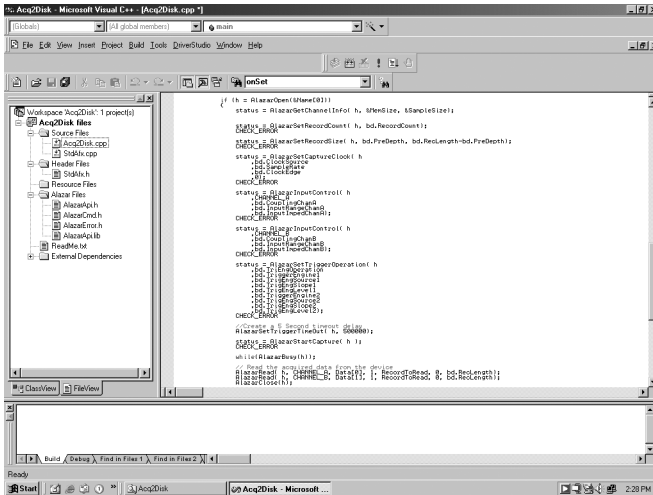 Acq2Disk - Microsoft Visual C++ - [Acq2Disk.cpp *]
(Globals) (All global members) main
File Edit View Insert Project Build Tools DriverStudio Window Help
onSet
Workspace 'Acq2Disk': 1 project(s)
Acq2Disk files
Source Files
Acq2Disk.cpp
StdAfx.cpp
Header Files
StdAfx.h
Resource Files
Alazar Files
AlazarApi.h
AlazarCmd.h
AlazarError.h
AlazarApi.lib
ReadMe.txt
External Dependencies
ClassView FileView
if (h = AlazarOpen(&Name[0]))
{
status = AlazarGetChannelInfo( h, &MemSize, &SampleSize);
status = AlazarSetRecordCount( h, bd.RecordCount);
CHECK_ERROR
status = AlazarSetRecordSize( h, bd.PreDepth, bd.RecLength-bd.PreDepth);
CHECK_ERROR
status = AlazarSetCaptureClock( h
,bd.ClockSource
,bd.SampleRate
,bd.ClockEdge
,0);
CHECK_ERROR
status = AlazarInputControl( h
,CHANNEL_A
,bd.CouplingChanA
,bd.InputRangeChanA
,bd.InputImpedChanA);
CHECK_ERROR
status = AlazarInputControl( h
,CHANNEL_B
,bd.CouplingChanB
,bd.InputRangeChanB
,bd.InputImpedChanB);
CHECK_ERROR
status = AlazarSetTriggerOperation( h
,bd.TriEngOperation
,bd.TriggerEngine1
,bd.TrigEngSource1
,bd.TrigEngSlope1
,bd.TrigEngLevel1
,bd.TriggerEngine2
,bd.TrigEngSource2
,bd.TrigEngSlope2
,bd.TrigEngLevel2);
CHECK_ERROR
//Create a 5 Second timeout delay
AlazarSetTriggerTimeOut( h, 500000);
status = AlazarStartCapture( h );
CHECK_ERROR
while(AlazarBusy(h));
// Read the acquired data from the device
AlazarRead( h, CHANNEL_A, Data[0], 1, RecordToRead, 0, bd.RecLength);
AlazarRead( h, CHANNEL_B, Data[1], 1, RecordToRead, 0, bd.RecLength);
AlazarClose(h);
Build Debug Find in Files 1 Find in Files 2
Ready
Start Acq2Disk Acq2Disk - Microsoft ... 2:28 PM